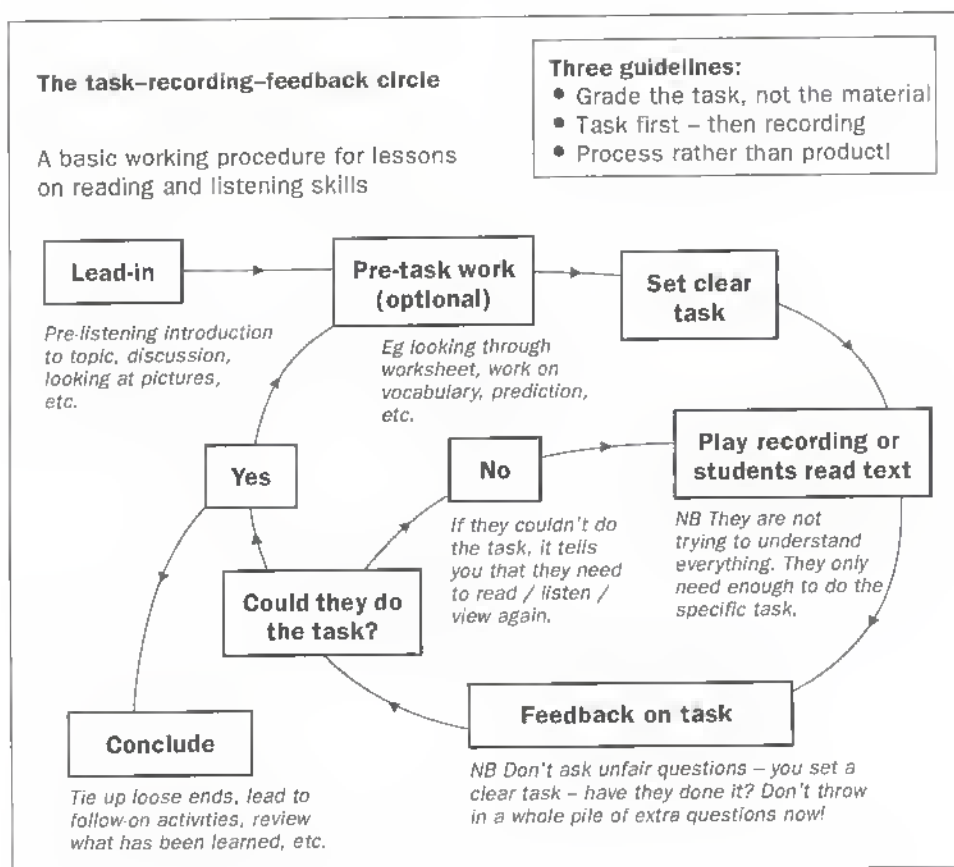 The task–recording–feedback circle
A basic working procedure for lessons
on reading and listening skills
Three guidelines:
• Grade the task, not the material
• Task first – then recording
• Process rather than product!
Lead-in
Pre-listening introduction
to topic, discussion,
looking at pictures,
etc.
Pre-task work
(optional)
Eg looking through
worksheet, work on
vocabulary, prediction,
etc.
Set clear
task
Play recording or
students read text
NB They are not
trying to understand
everything. They only
need enough to do the
specific task.
Feedback on task
NB Don't ask unfair questions – you set a
clear task – have they done it? Don't throw
in a whole pile of extra questions now!
Could they do
the task?
No
If they couldn't do
the task, it tells
you that they need
to read / listen /
view again.
Yes
Conclude
Tie up loose ends, lead to
follow-on activities, review
what has been learned, etc.